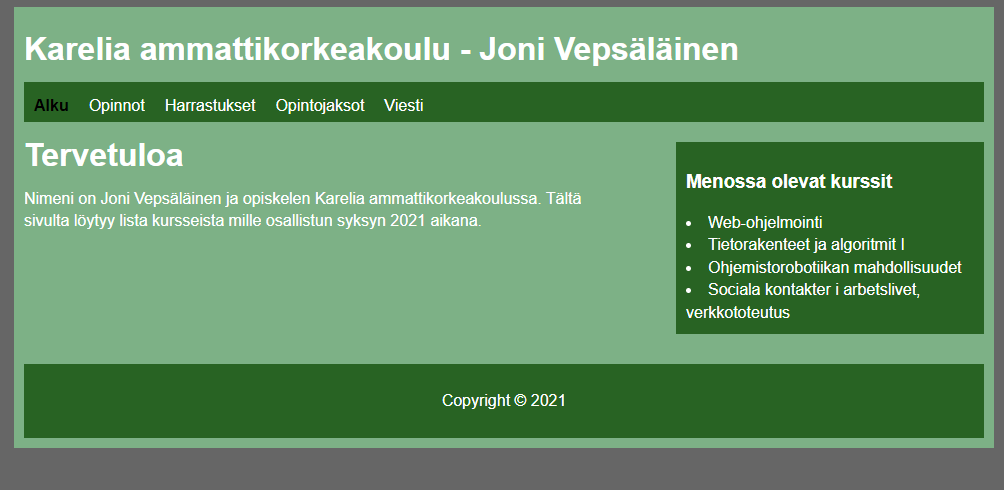 Karelia ammattikorkeakoulu - Joni Vepsäläinen
Alku Opinnot Harrastukset Opintojaksot Viesti
Tervetuloa
Nimeni on Joni Vepsäläinen ja opiskelen Karelia ammattikorkeakoulussa. Tältä
sivulta löytyy lista kursseista mille osallistun syksyn 2021 aikana.
Menossa olevat kurssit
• Web-ohjelmointi
• Tietorakenteet ja algoritmit I
• Ohjemistorobotiikan mahdollisuudet
• Sociala kontakter i arbetslivet,
verkkototeutus
Copyright © 2021